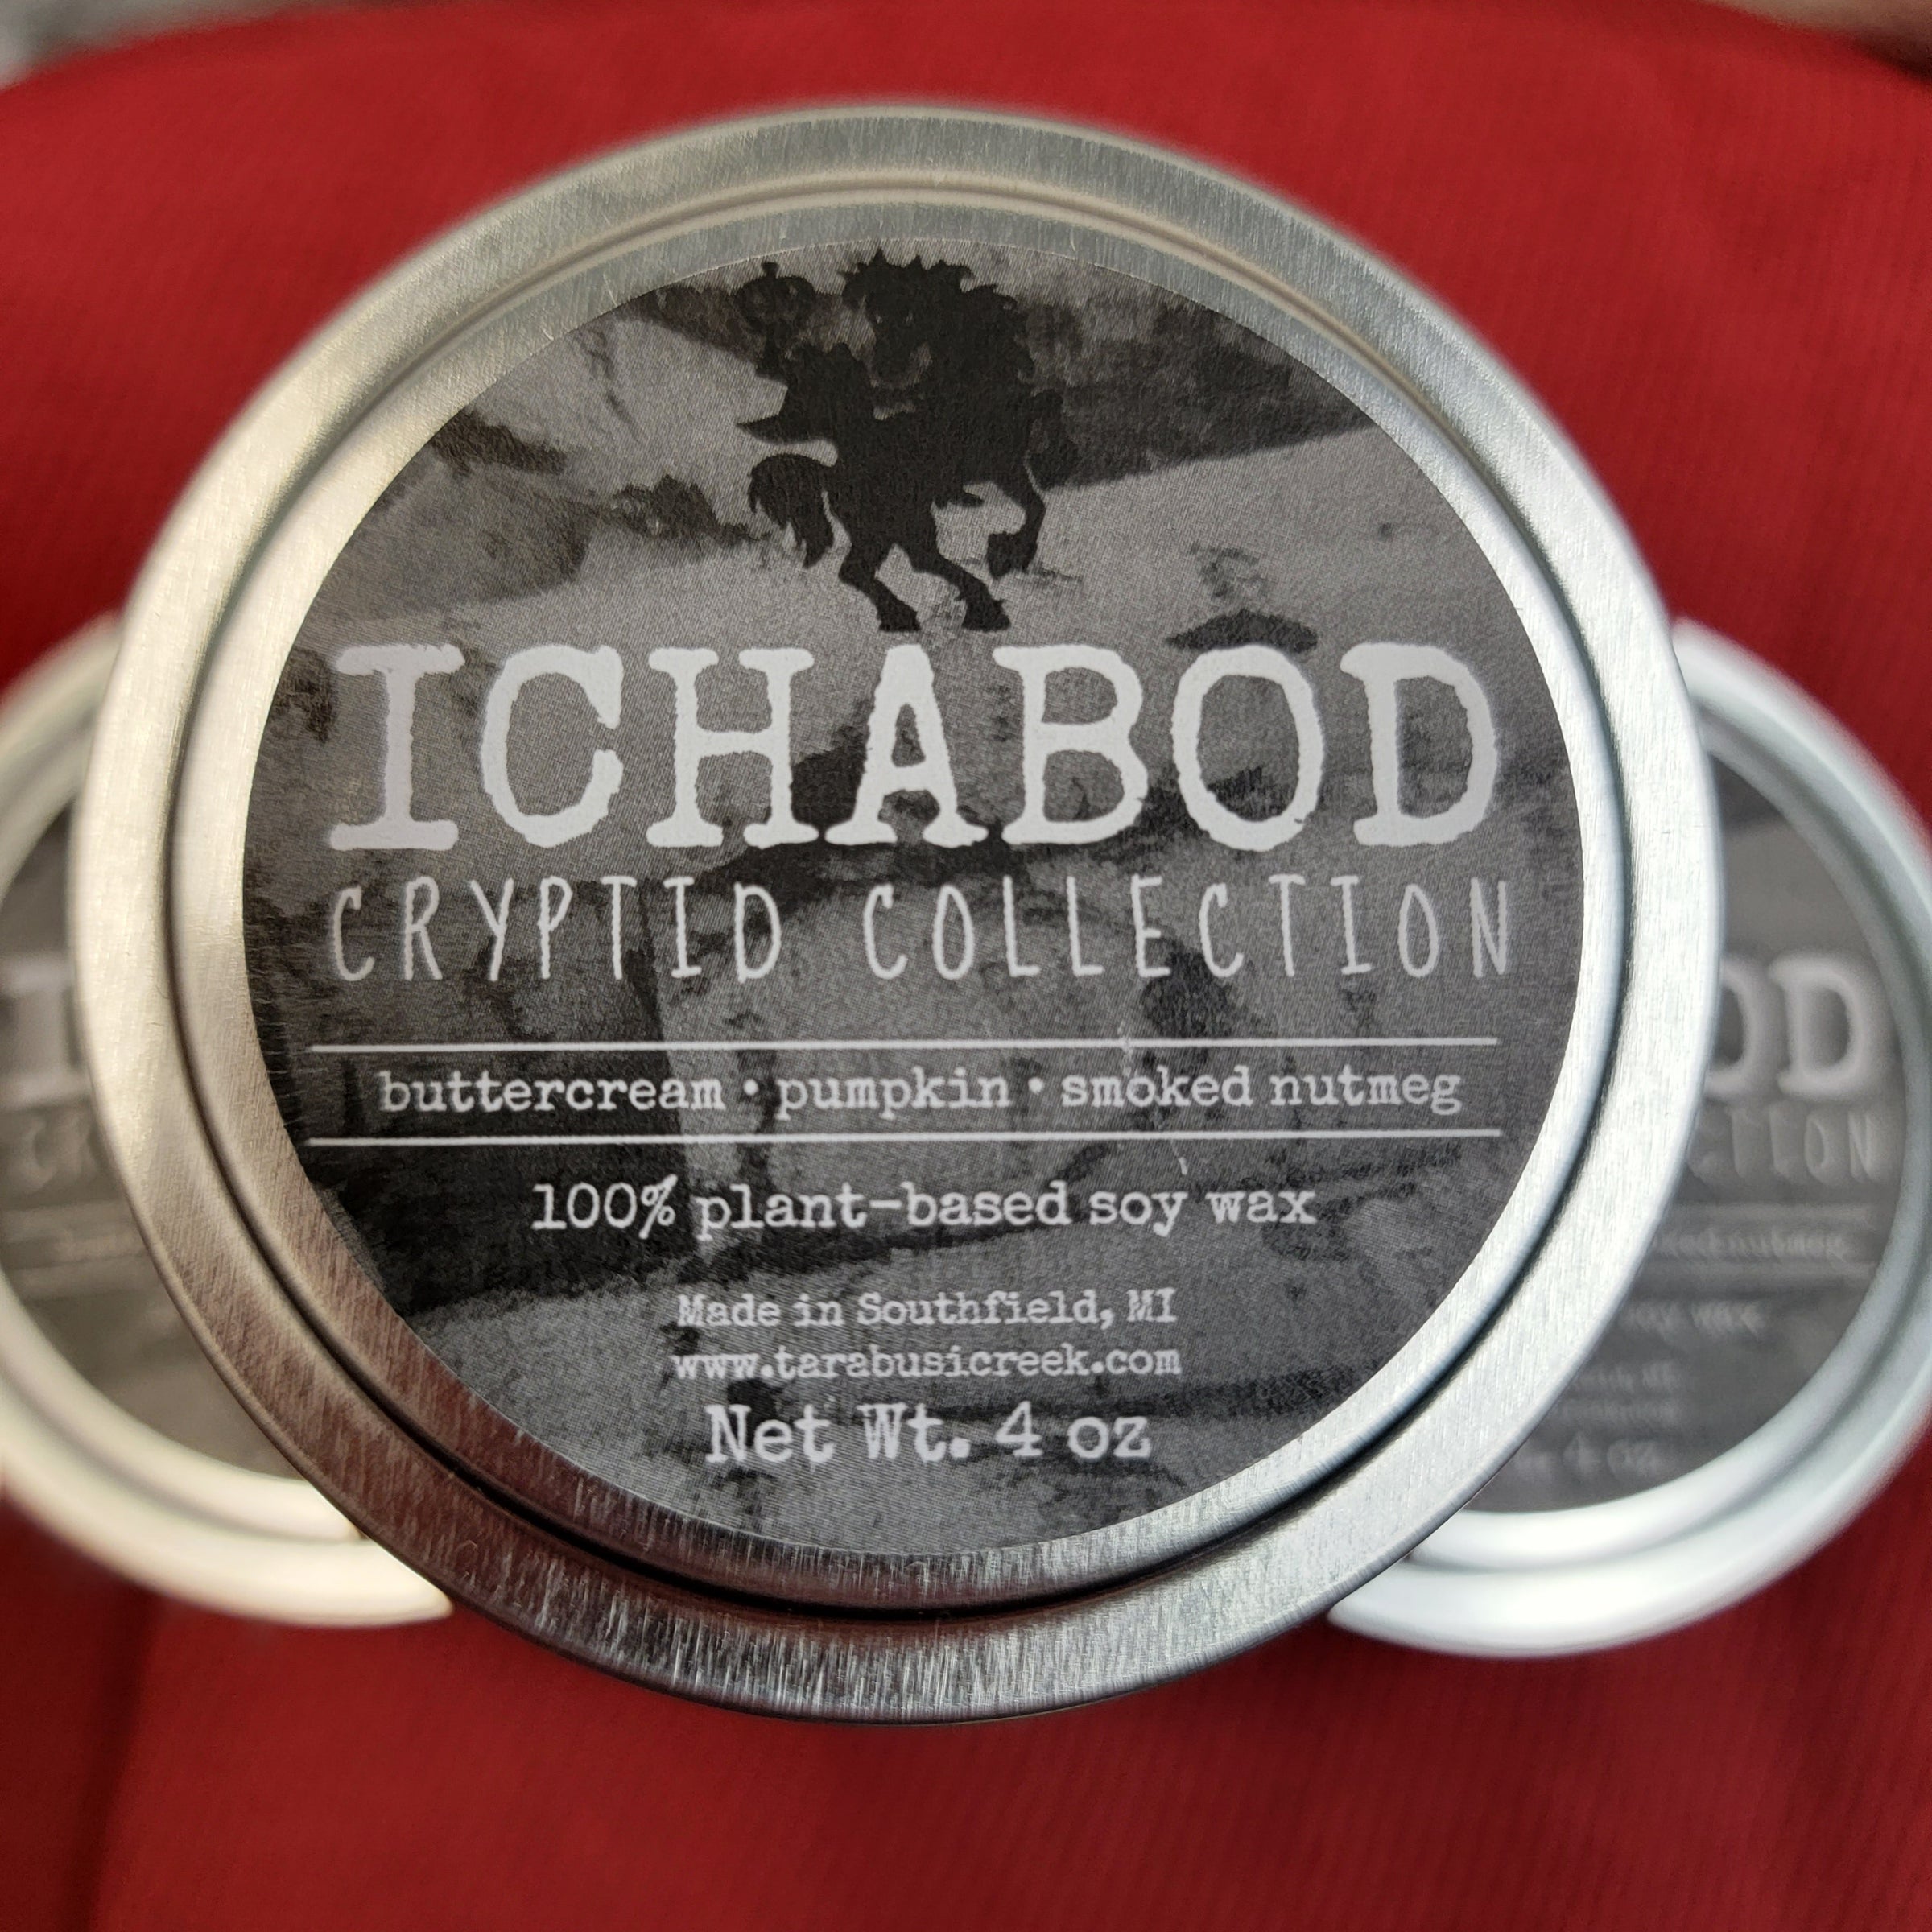 ICHABOD
CRYPTID COLLECTION
buttercream • pumpkin • smoked nutmeg
100% plant-based soy wax
Made in Southfield, MI
www.tarabusicreek.com
Net Wt. 4 oz